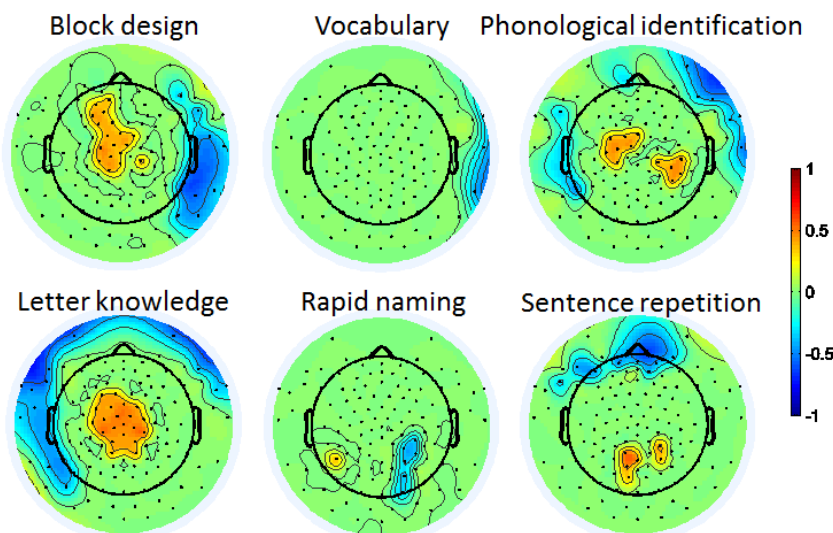 Block design
Vocabulary
Phonological identification
Letter knowledge
Rapid naming
Sentence repetition
1
0.5
0
-0.5
-1